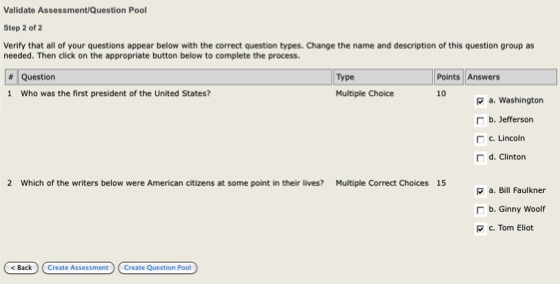 Validate Assessment/Question Pool
Step 2 of 2
Verify that all of your questions appear below with the correct question types. Change the name and description of this question group as
needed. Then click on the appropriate button below to complete the process.
# Question Type Points Answers
1 Who was the first president of the United States? Multiple Choice 10
a. Washington
b. Jefferson
c. Lincoln
d. Clinton
2 Which of the writers below were American citizens at some point in their lives? Multiple Correct Choices 15
a. Bill Faulkner
b. Ginny Woolf
c. Tom Eliot
< Back Create Assessment Create Question Pool